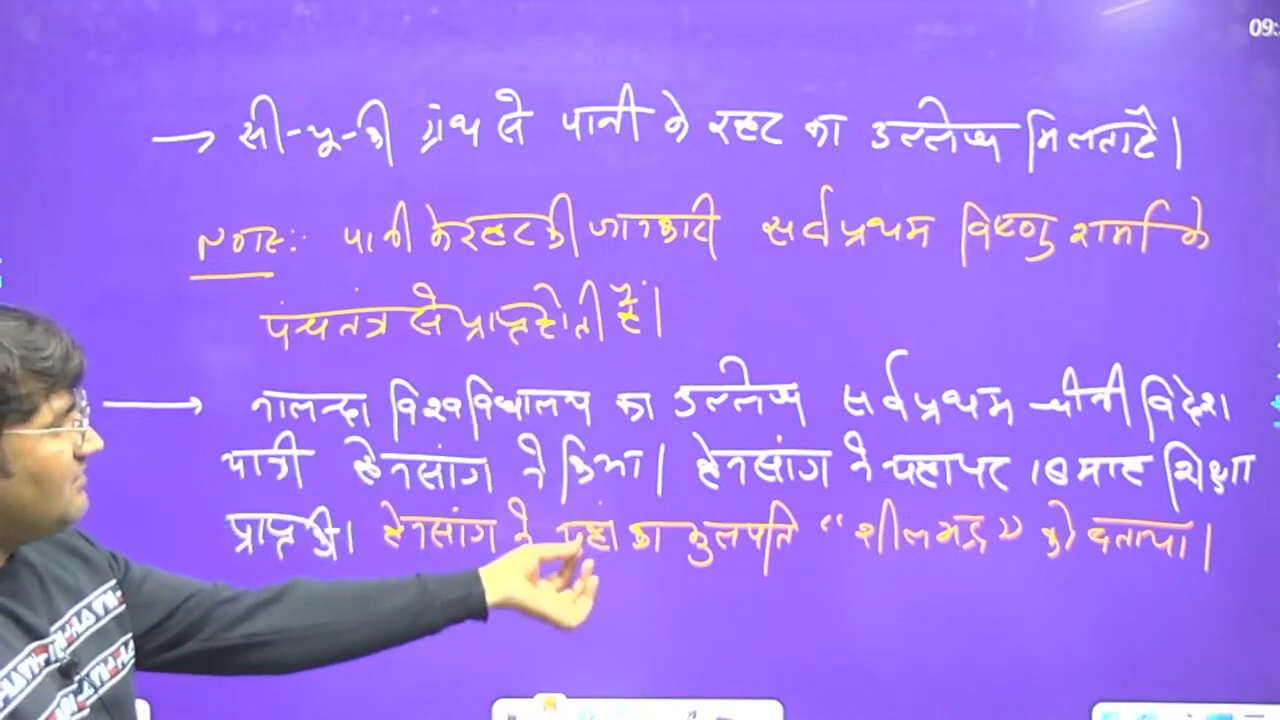 09:
→ सी-यू-की ग्रंथ से पानी के रहट का उल्लेख मिलता है।
Note:- पानी के रहट की जानकारी सर्वप्रथम विष्णु शर्मा के
पंचतंत्र से प्राप्त होती है।
→ नालन्दा विश्वविद्यालय का उल्लेख सर्वप्रथम चीनी विदेश
यात्री हेनसांग ने किया। हेनसांग ने यहा पर 18 माह शिक्षा
प्राप्त की। हेनसांग ने यहां का कुलपति “शीलभद्र” को बताया।